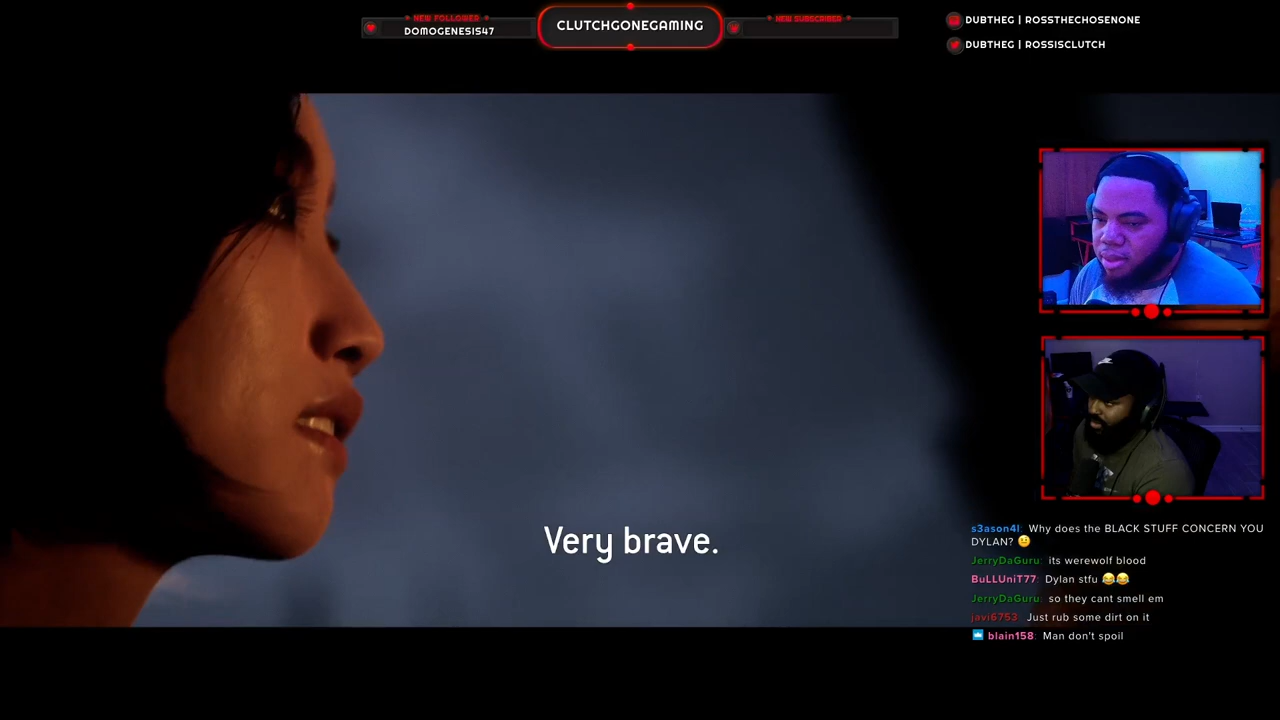 NEW FOLLOWER
DOMOGENESIS47
CLUTCHGONEGAMING
NEW SUBSCRIBER
DUBTHEG | ROSSTHECHOSENONE
DUBTHEG | ROSSISCLUTCH
Very brave.
s3ason4l: Why does the BLACK STUFF CONCERN YOU
DYLAN? 😐
JerryDaGuru: its werewolf blood
BuLLUniT77: Dylan stfu 😂😂
JerryDaGuru: so they cant smell em
javi6753: Just rub some dirt on it
blain158: Man don't spoil